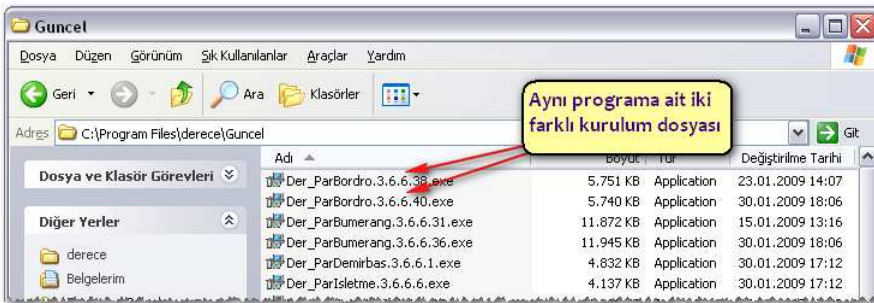 Guncel
Dosya Düzen Görünüm Sık Kullanılanlar Araçlar Yardım
Geri Ara Klasörler
Aynı programa ait iki
farklı kurulum dosyası
Adres C:\Program Files\derece\Guncel Git
Dosya ve Klasör Görevleri
Diğer Yerler
derece
Belgelerim
Adı Boyut Tür Değiştirilme Tarihi
Der_ParBordro.3.6.6.38.exe 5.751 KB Application 23.01.2009 14:07
Der_ParBordro.3.6.6.40.exe 5.740 KB Application 30.01.2009 18:06
Der_ParBumerang.3.6.6.31.exe 11.872 KB Application 15.01.2009 13:16
Der_ParBumerang.3.6.6.36.exe 11.945 KB Application 30.01.2009 18:06
Der_ParDemirbas.3.6.6.1.exe 4.832 KB Application 30.01.2009 17:12
Der_ParIsletme.3.6.6.6.exe 4.137 KB Application 30.01.2009 17:12